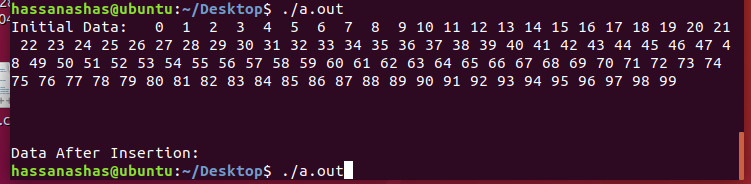 hassanashas@ubuntu:~/Desktop$ ./a.out
Initial Data:   0  1  2  3  4  5  6  7  8  9 10 11 12 13 14 15 16 17 18 19 20 21
 22 23 24 25 26 27 28 29 30 31 32 33 34 35 36 37 38 39 40 41 42 43 44 45 46 47 4
8 49 50 51 52 53 54 55 56 57 58 59 60 61 62 63 64 65 66 67 68 69 70 71 72 73 74
75 76 77 78 79 80 81 82 83 84 85 86 87 88 89 90 91 92 93 94 95 96 97 98 99
Data After Insertion:
hassanashas@ubuntu:~/Desktop$ ./a.out